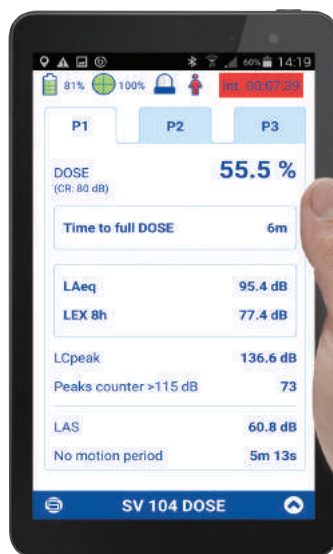 60% 14:19
81% 100% Int. 00:07:39
P1 P2 P3
DOSE 55.5 %
(CR: 80 dB)
Time to full DOSE 6m
LAeq 95.4 dB
LEX 8h 77.4 dB
LCpeak 136.6 dB
Peaks counter >115 dB 73
LAS 60.8 dB
No motion period 5m 13s
SV 104 DOSE